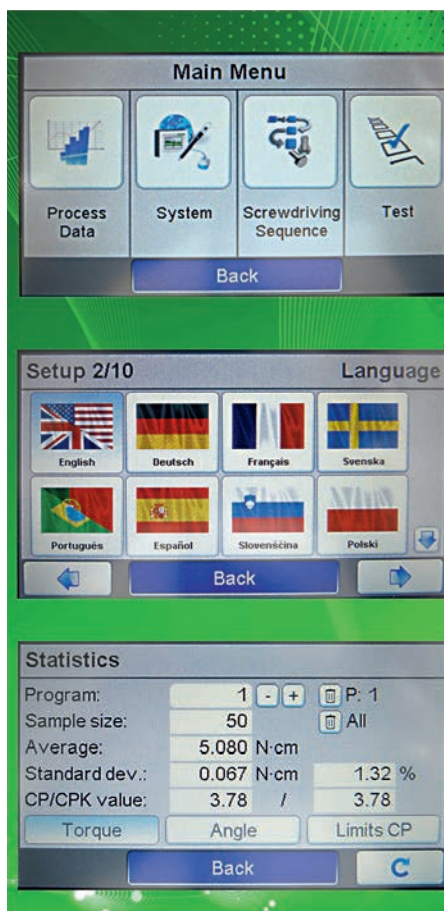 Main Menu
Process Data
System
Screwdriving Sequence
Test
Back
Setup 2/10 Language
English Deutsch Français Svenska
Português Español Slovenščina Polski
Back
Statistics
Program: 1 - + P: 1
Sample size: 50 All
Average: 5.080 N·cm
Standard dev.: 0.067 N·cm 1.32 %
CP/CPK value: 3.78 / 3.78
Torque Angle Limits CP
Back